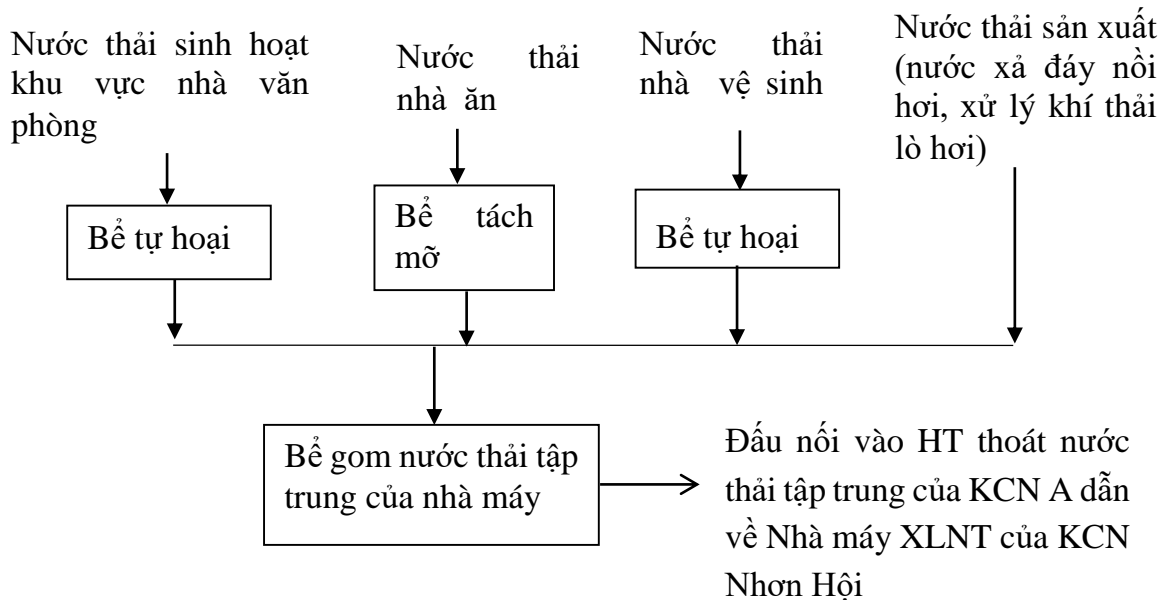 Nước thải sinh hoạt
khu vực nhà văn
phòng
Nước thải
nhà ăn
Nước thải
nhà vệ sinh
Nước thải sản xuất
(nước xả đáy nồi
hơi, xử lý khí thải
lò hơi)
Bể tự hoại
Bể tách
mỡ
Bể tự hoại
Bể gom nước thải tập
trung của nhà máy
Đấu nối vào HT thoát nước
thải tập trung của KCN A dẫn
về Nhà máy XLNT của KCN
Nhơn Hội